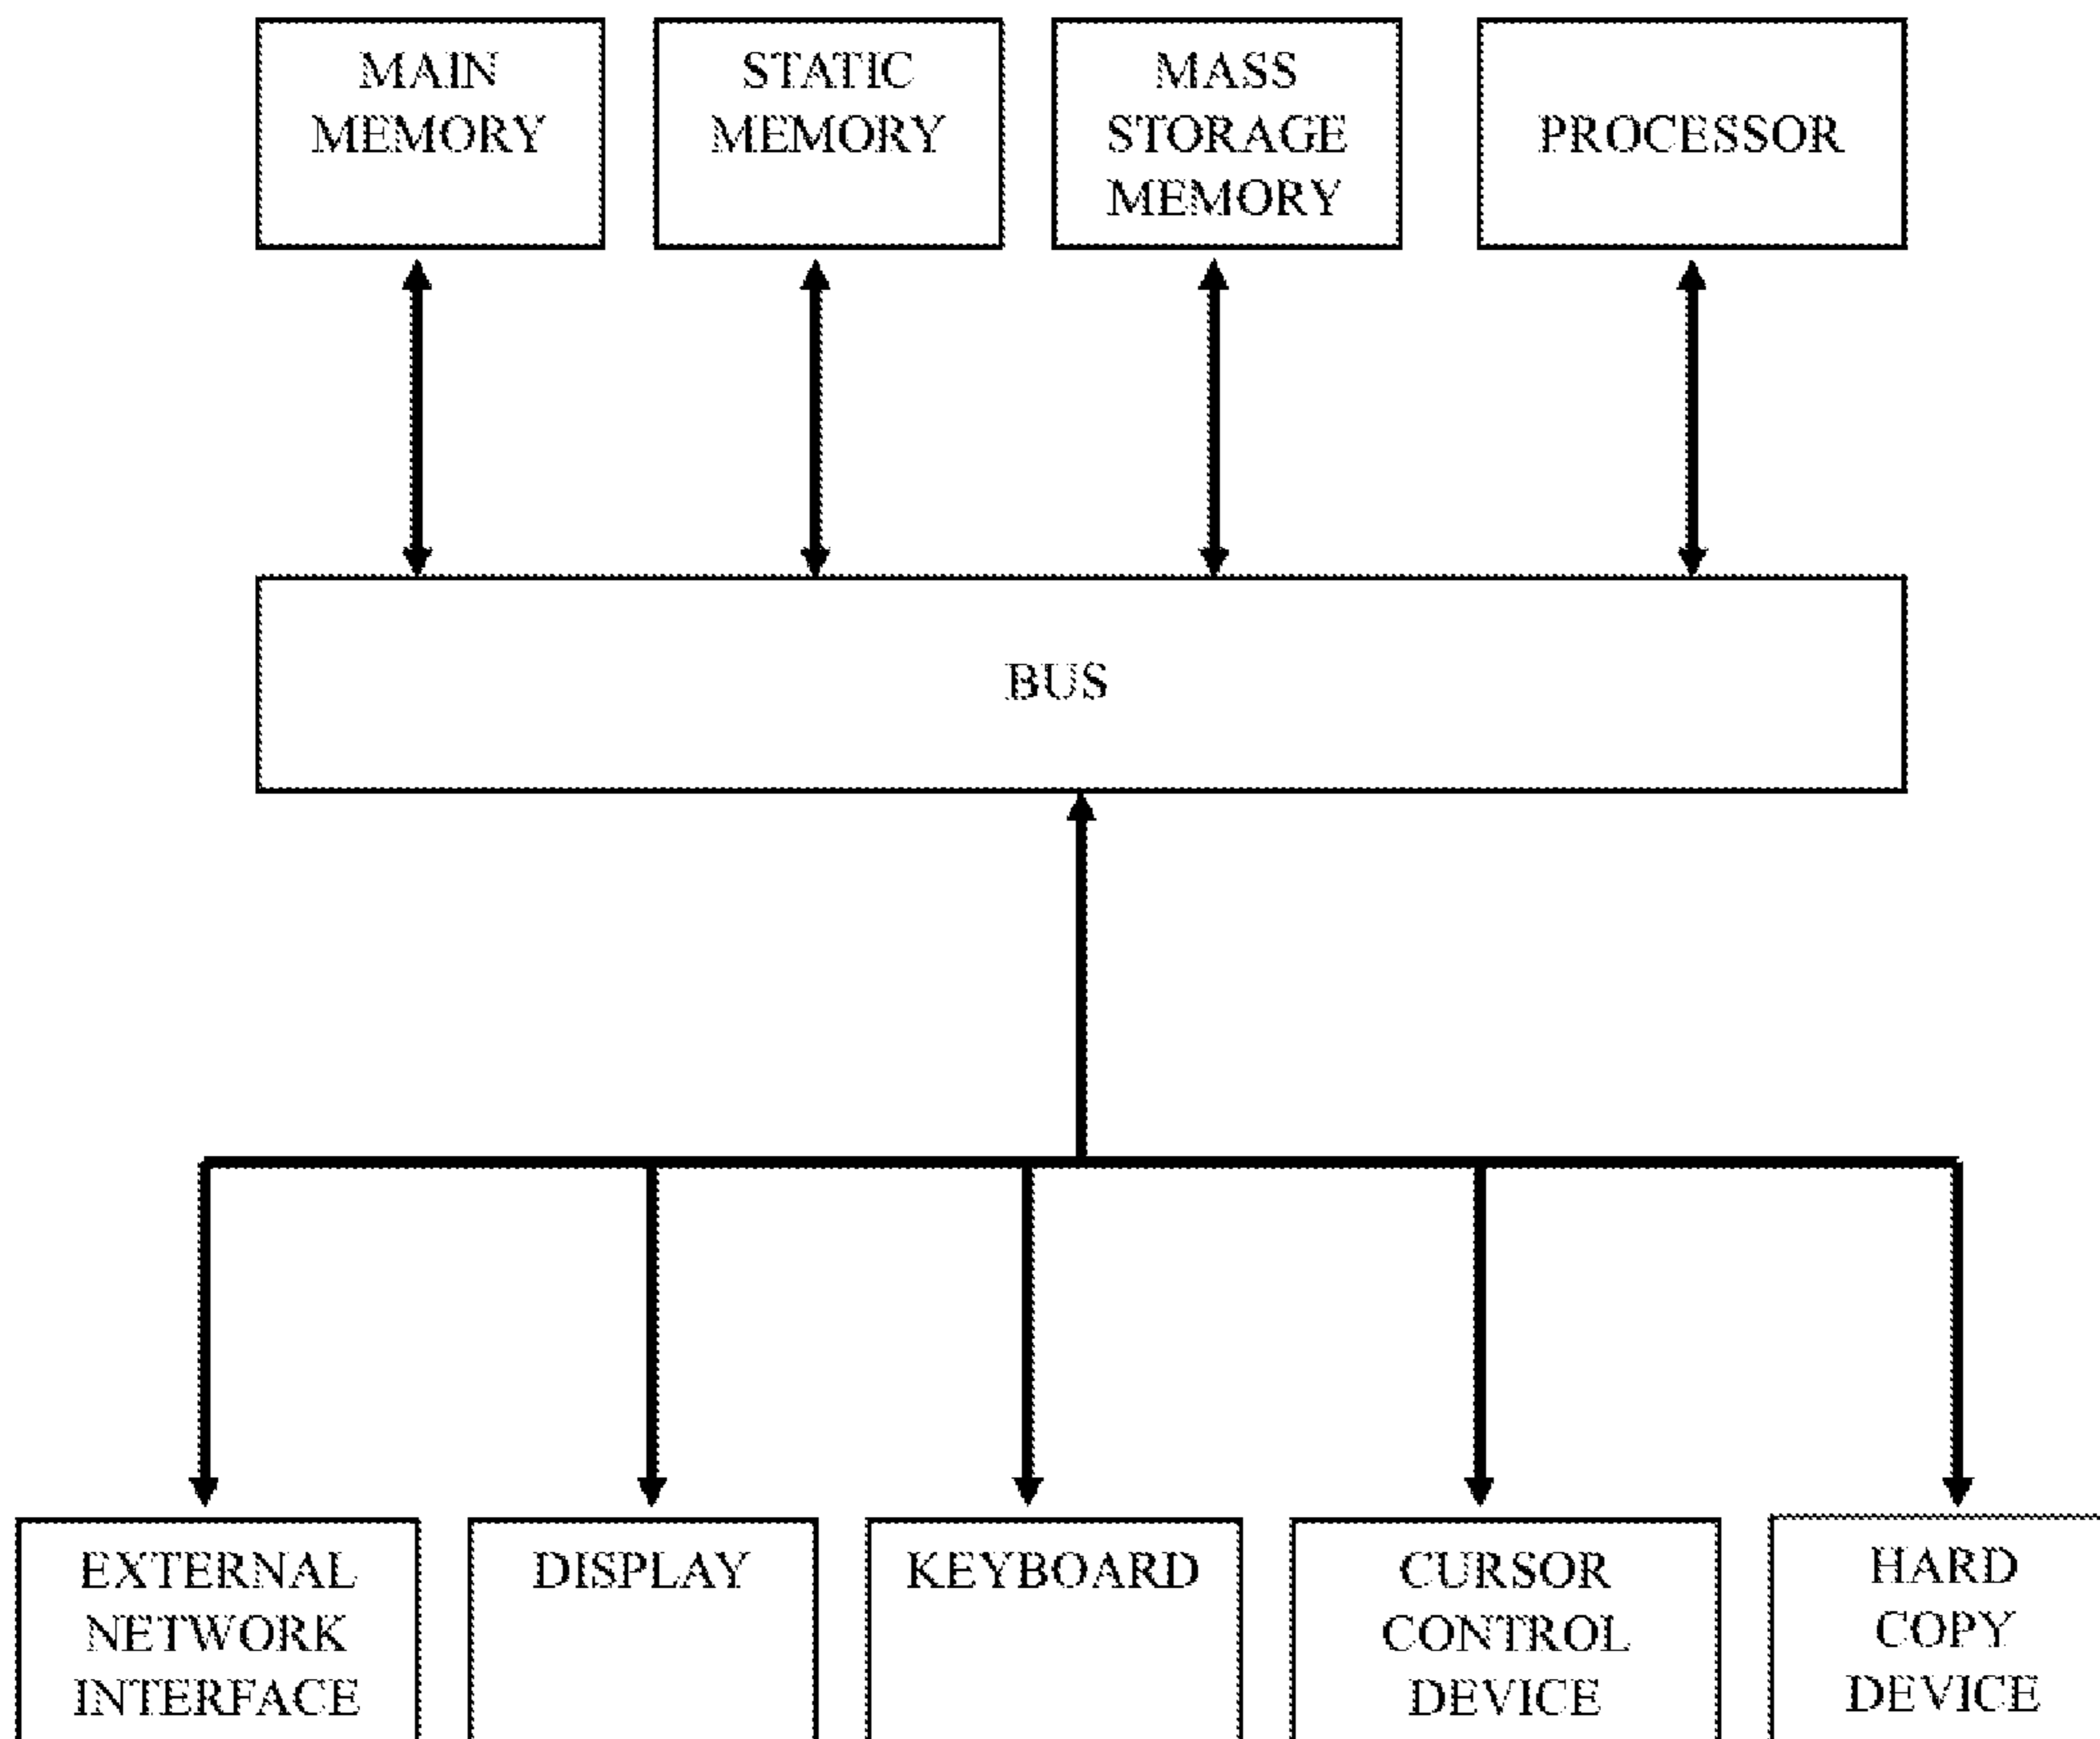 MAIN
MEMORY
STATIC
MEMORY
MASS
STORAGE
MEMORY
PROCESSOR
BUS
EXTERNAL
NETWORK
INTERFACE
DISPLAY
KEYBOARD
CURSOR
CONTROL
DEVICE
HARD
COPY
DEVICE